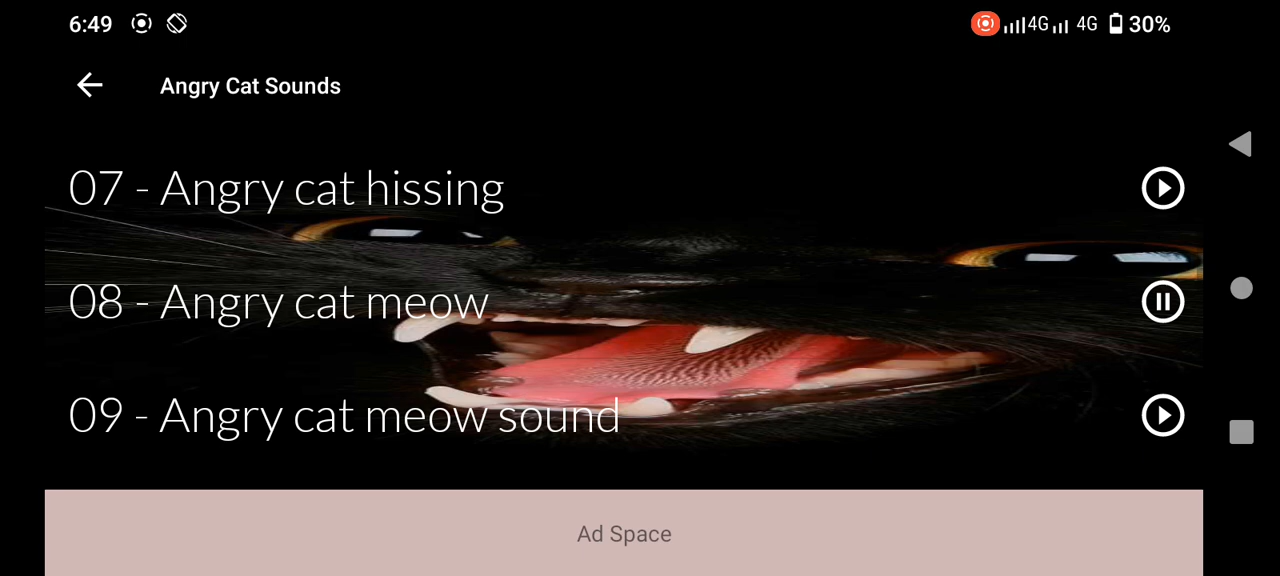 6:49
4G 4G 30%
Angry Cat Sounds
07 - Angry cat hissing
08 - Angry cat meow
09 - Angry cat meow sound
Ad Space